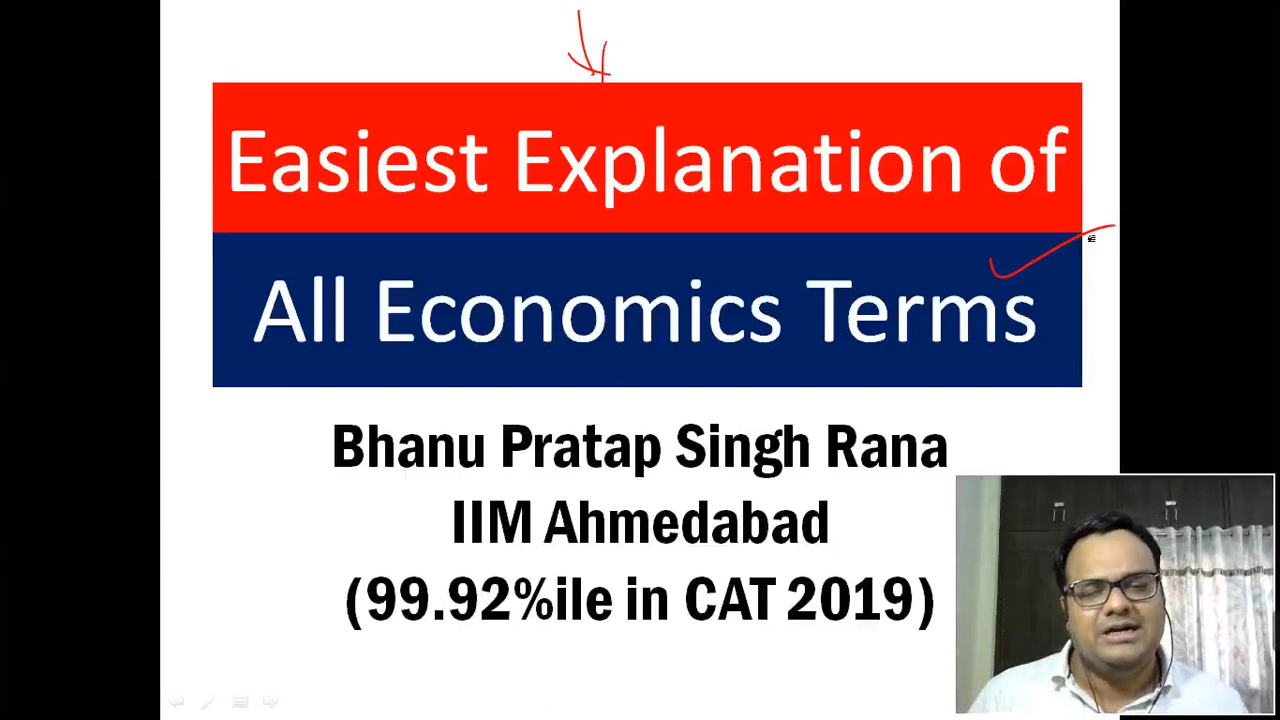 Easiest Explanation of
All Economics Terms
Bhanu Pratap Singh Rana
IIM Ahmedabad
(99.92%ile in CAT 2019)